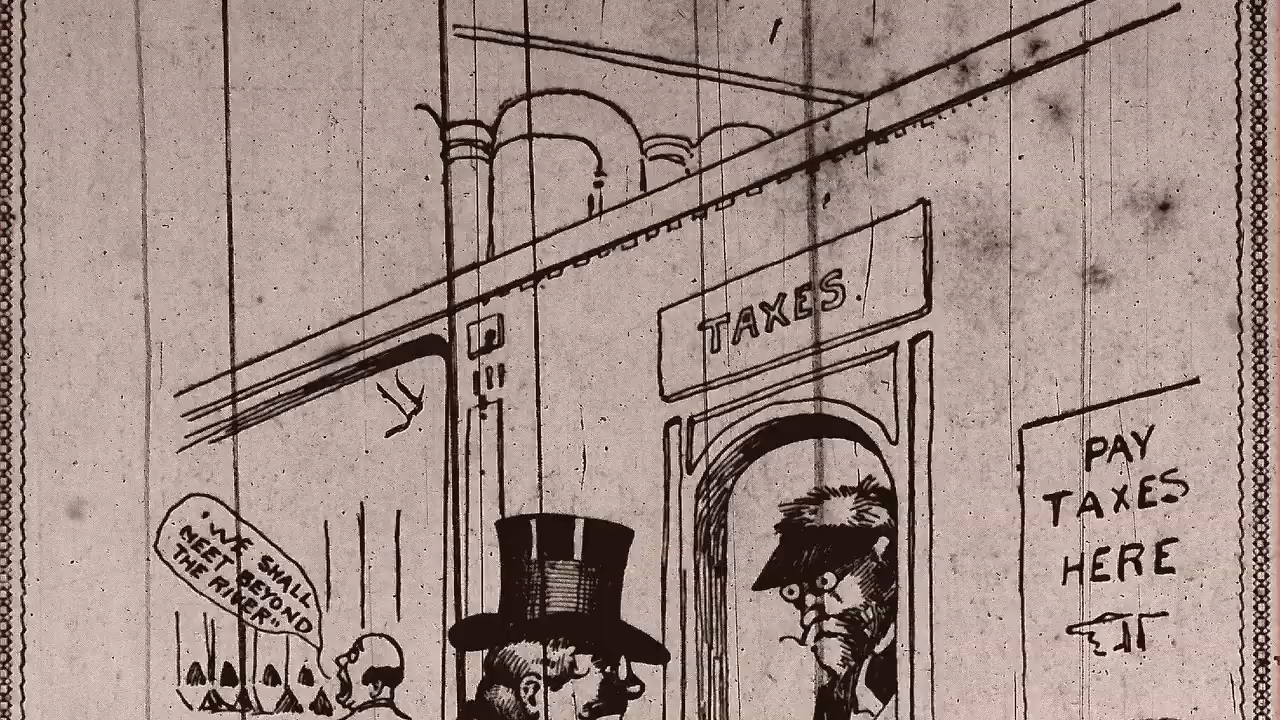 TAXES.
PAY
TAXES
HERE
"WE SHALL
MEET BEYOND
THE RIVER"